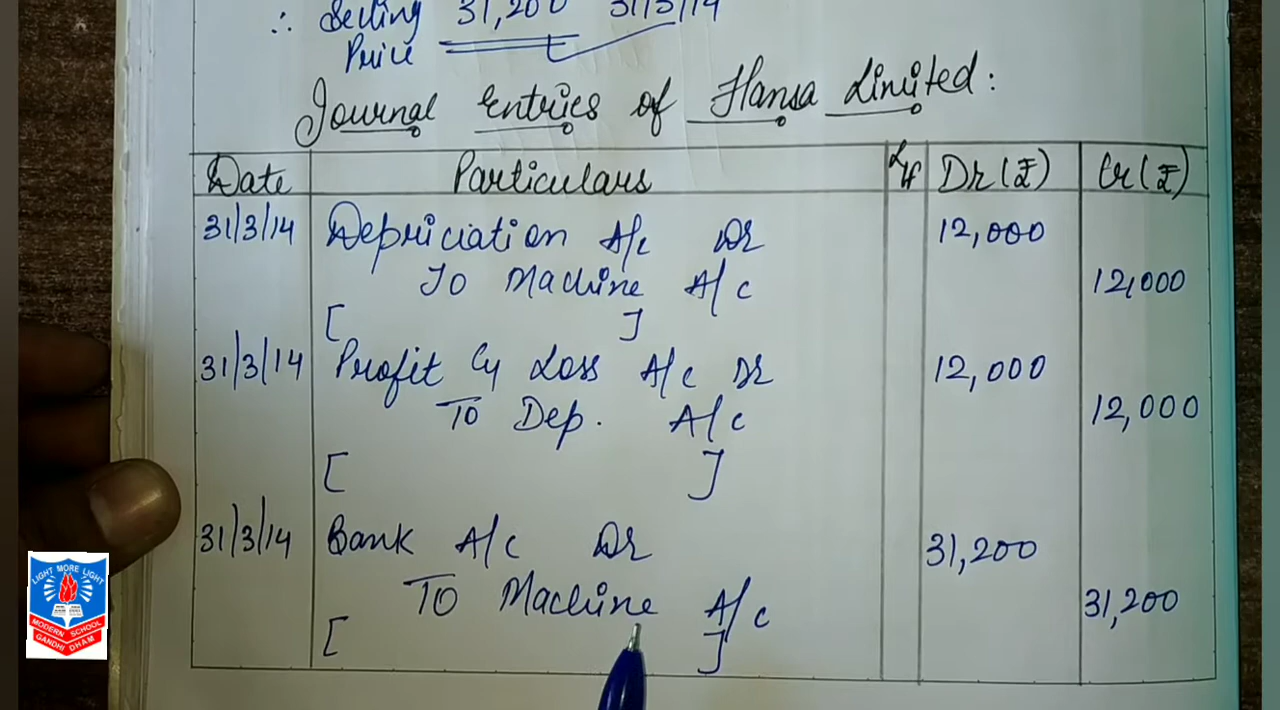 ∴ Selling 31,200 31/3/14
Price
Journal Entries of Hansa Limited:
Date Particulars Lf Dr (₹) Cr (₹)
31/3/14 Depriciation A/c Dr 12,000
To Machine A/c 12,000
[ ]
31/3/14 Profit & Loss A/c Dr 12,000
To Dep. A/c 12,000
[ ]
31/3/14 Bank A/c Dr 31,200
To Machine A/c 31,200
[ ]
LIGHT MORE LIGHT
MODERN SCHOOL
GANDHI DHAM